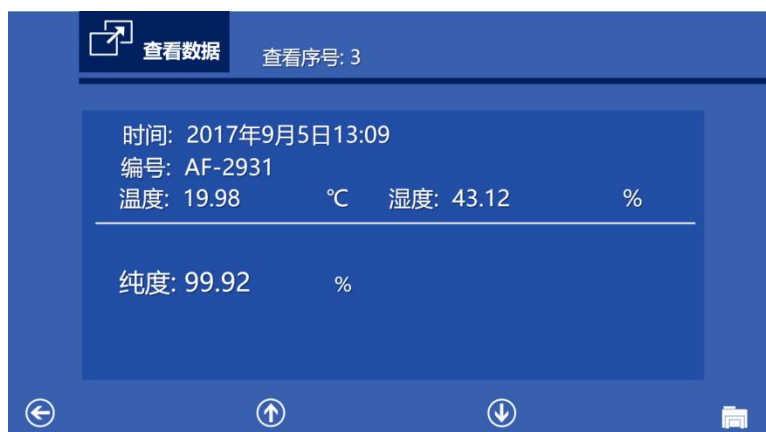 查看数据 查看序号: 3
时间: 2017年9月5日13:09
编号: AF-2931
温度: 19.98 ℃ 湿度: 43.12 %
纯度: 99.92 %